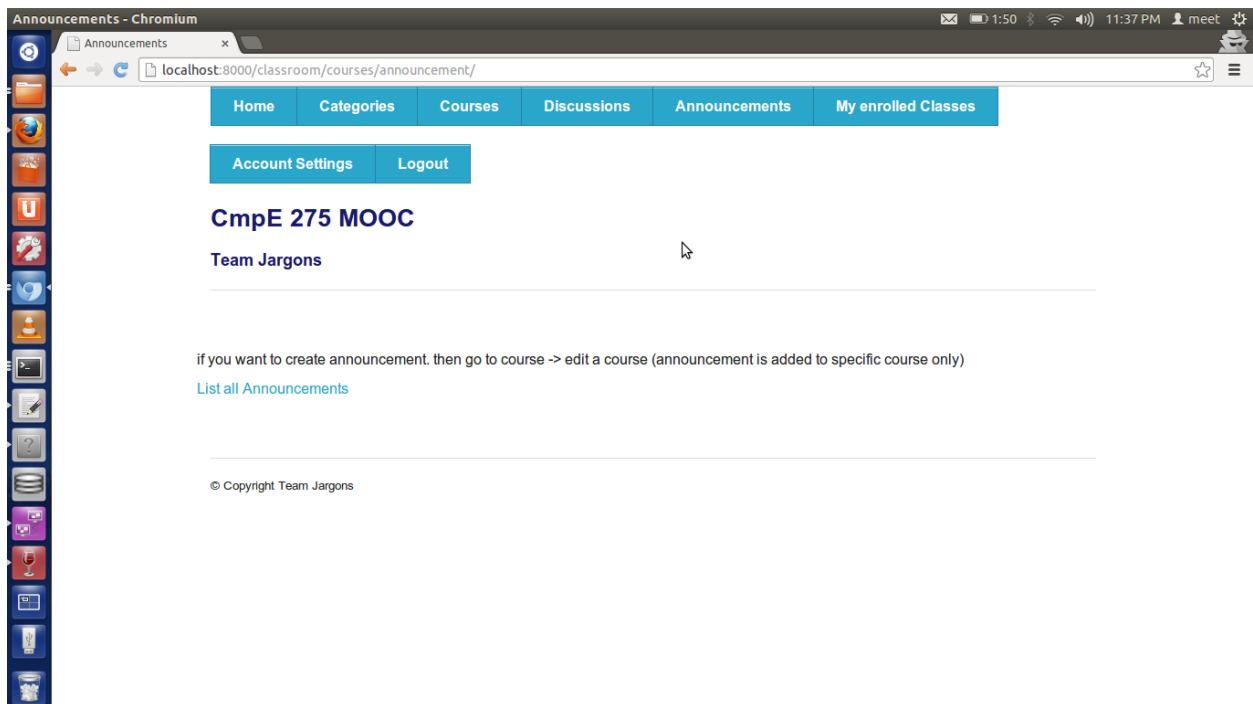 Announcements - Chromium 1:50 11:37 PM meet
Announcements
localhost:8000/classroom/courses/announcement/
Home Categories Courses Discussions Announcements My enrolled Classes
Account Settings Logout
CmpE 275 MOOC
Team Jargons
if you want to create announcement. then go to course -> edit a course (announcement is added to specific course only)
List all Announcements
© Copyright Team Jargons